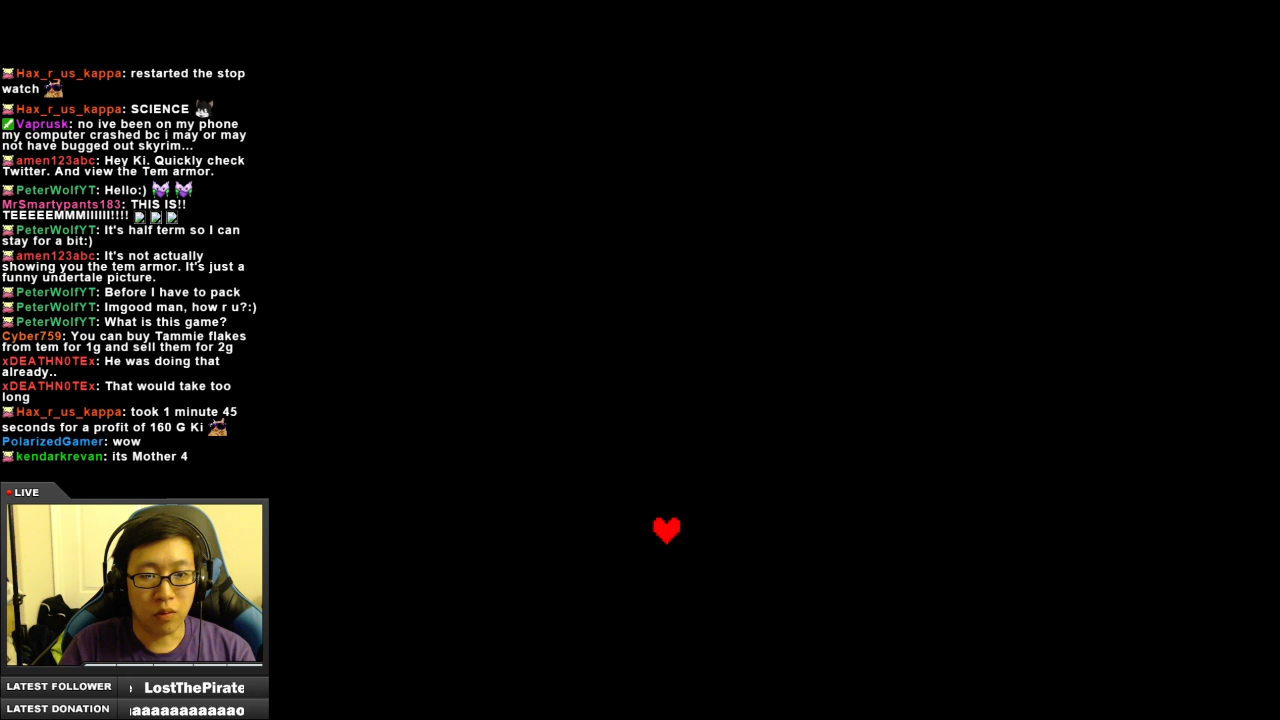 Hax_r_us_kappa: restarted the stop
watch
Hax_r_us_kappa: SCIENCE
Vaprusk: no ive been on my phone
my computer crashed bc i may or may
not have bugged out skyrim...
amen123abc: Hey Ki. Quickly check
Twitter. And view the Tem armor.
PeterWolfYT: Hello:)
MrSmartypants183: THIS IS!!
TEEEEEMMMIIIIII!!!!
PeterWolfYT: It's half term so I can
stay for a bit:)
amen123abc: It's not actually
showing you the tem armor. It's just a
funny undertale picture.
PeterWolfYT: Before I have to pack
PeterWolfYT: Imgood man, how r u?:)
PeterWolfYT: What is this game?
Cyber759: You can buy Tammie flakes
from tem for 1g and sell them for 2g
xDEATHN0TEx: He was doing that
already..
xDEATHN0TEx: That would take too
long
Hax_r_us_kappa: took 1 minute 45
seconds for a profit of 160 G Ki
PolarizedGamer: wow
kendarkrevan: its Mother 4
LIVE
LATEST FOLLOWER LostThePirate
LATEST DONATION aaaaaaaaaaaao